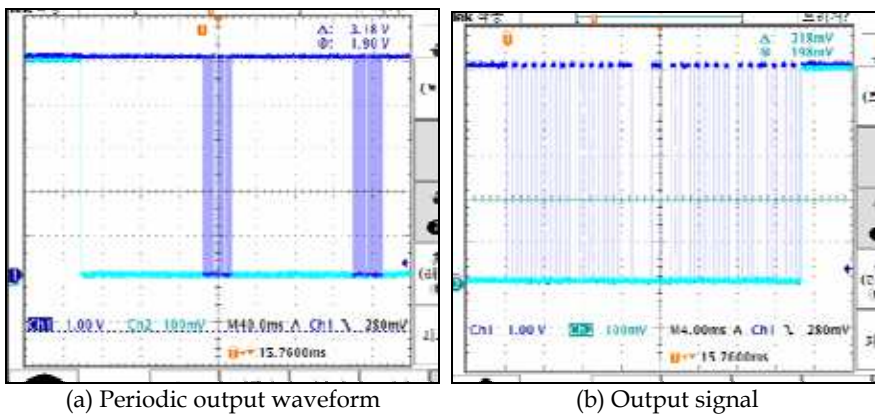 Δ: 3.18 V
@: 1.90 V
Ch1 1.00 V Ch2 100mV M40.0ms A Ch1 280mV
15.7600ms
(a) Periodic output waveform
Δ: 318mV
@: 198mV
Ch1 1.00 V Ch2 100mV M4.00ms A Ch1 280mV
15.7600ms
(b) Output signal